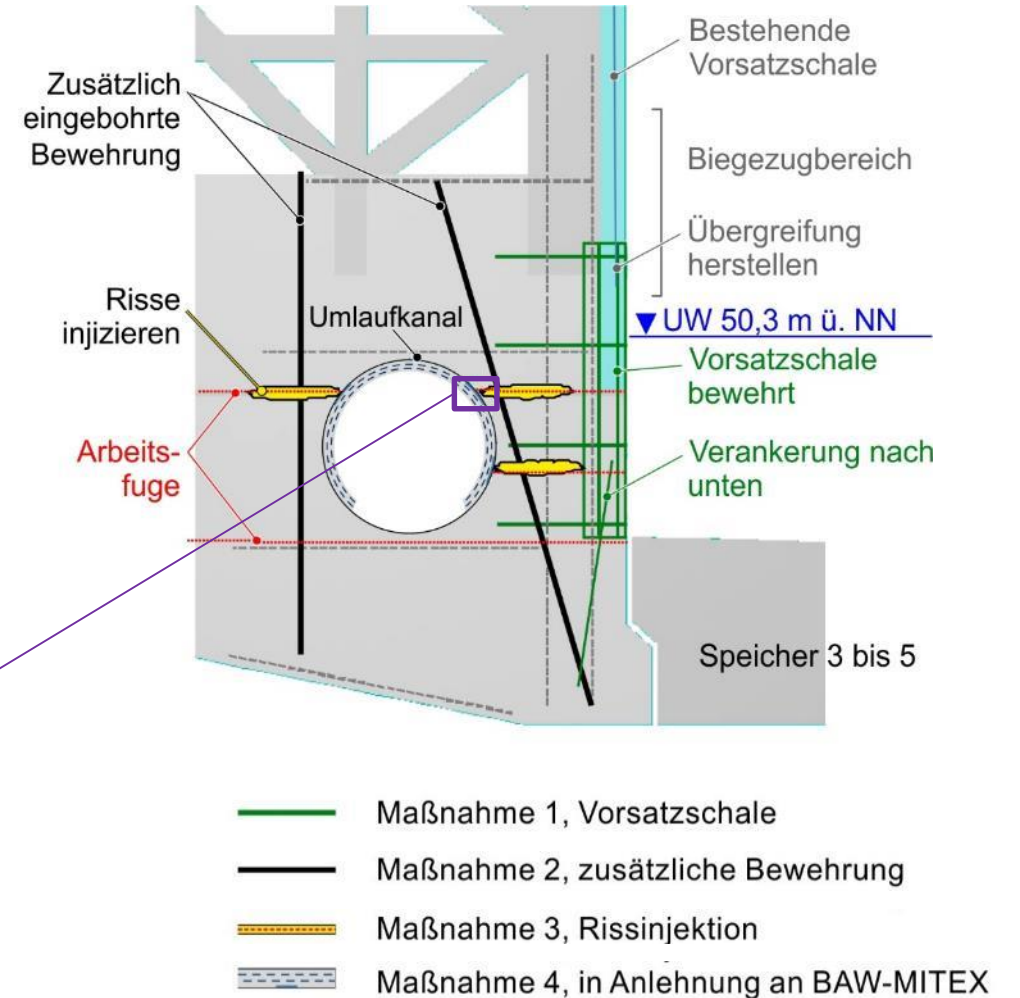 Bestehende
Vorsatzschale
Zusätzlich
eingebohrte
Bewehrung
Biegezugbereich
Übergreifung
herstellen
Risse
injizieren
Umlaufkanal
UW 50,3 m ü. NN
Vorsatzschale
bewehrt
Arbeits-
fuge
Verankerung nach
unten
Speicher 3 bis 5
Maßnahme 1, Vorsatzschale
Maßnahme 2, zusätzliche Bewehrung
Maßnahme 3, Rissinjektion
Maßnahme 4, in Anlehnung an BAW-MITEX